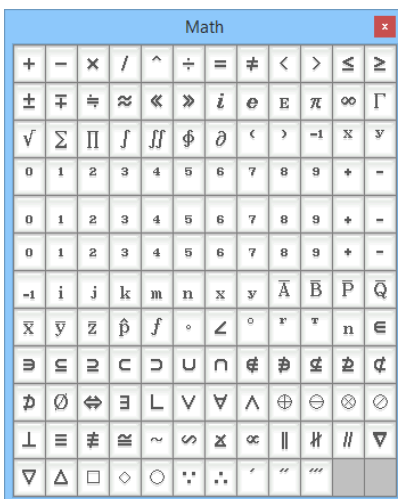 Math x
+ − × / ^ ÷ = ≠ < > ≤ ≥
± ∓ ≒ ≈ « » i e E π ∞ Γ
√ Σ Π ∫ ∬ ∮ ∂ ( ) −1 x y
0 1 2 3 4 5 6 7 8 9 + −
0 1 2 3 4 5 6 7 8 9 + −
0 1 2 3 4 5 6 7 8 9 + −
−1 i j k m n x y A̅ B̅ P̅ Q̅
x̅ y̅ z̅ p̂ f ∘ ∠ ° r T n ∈
∋ ⊆ ⊇ ⊂ ⊃ ∪ ∩ ∉ ∌ ⊄
∅ ⇔ ∃ ∨ ∀ ∧ ⊕ ⊖ ⊗ ⊘
⊥ ≡ ≢ ≅ ~ ∽ ∝ ∥ ∦ // ∇
▽ △ □ ◇ ○ ∵ ∴ ′ ″ ‴